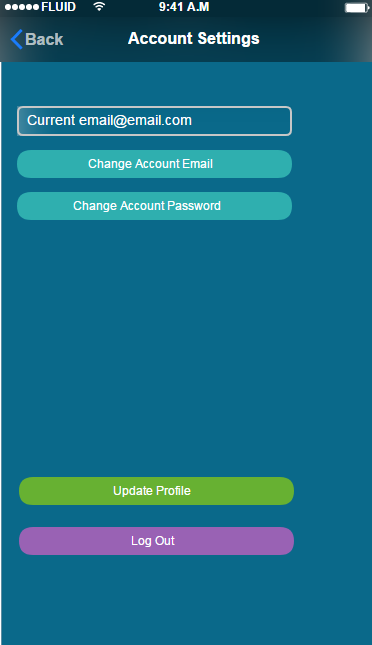 FLUID 9:41 A.M
Back Account Settings
Current email@email.com
Change Account Email
Change Account Password
Update Profile
Log Out